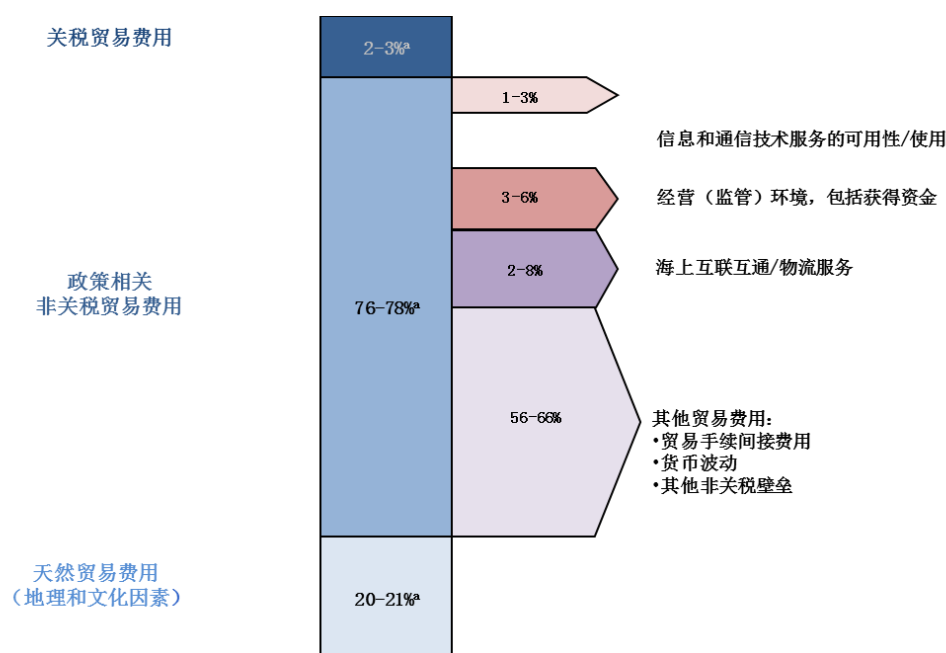 关税贸易费用
2-3%ª
1-3%
信息和通信技术服务的可用性/使用
3-6%
经营（监管）环境，包括获得资金
2-8%
海上互联互通/物流服务
政策相关
非关税贸易费用
76-78%ª
56-66%
其他贸易费用：
•贸易手续间接费用
•货币波动
•其他非关税壁垒
天然贸易费用
（地理和文化因素）
20-21%ª